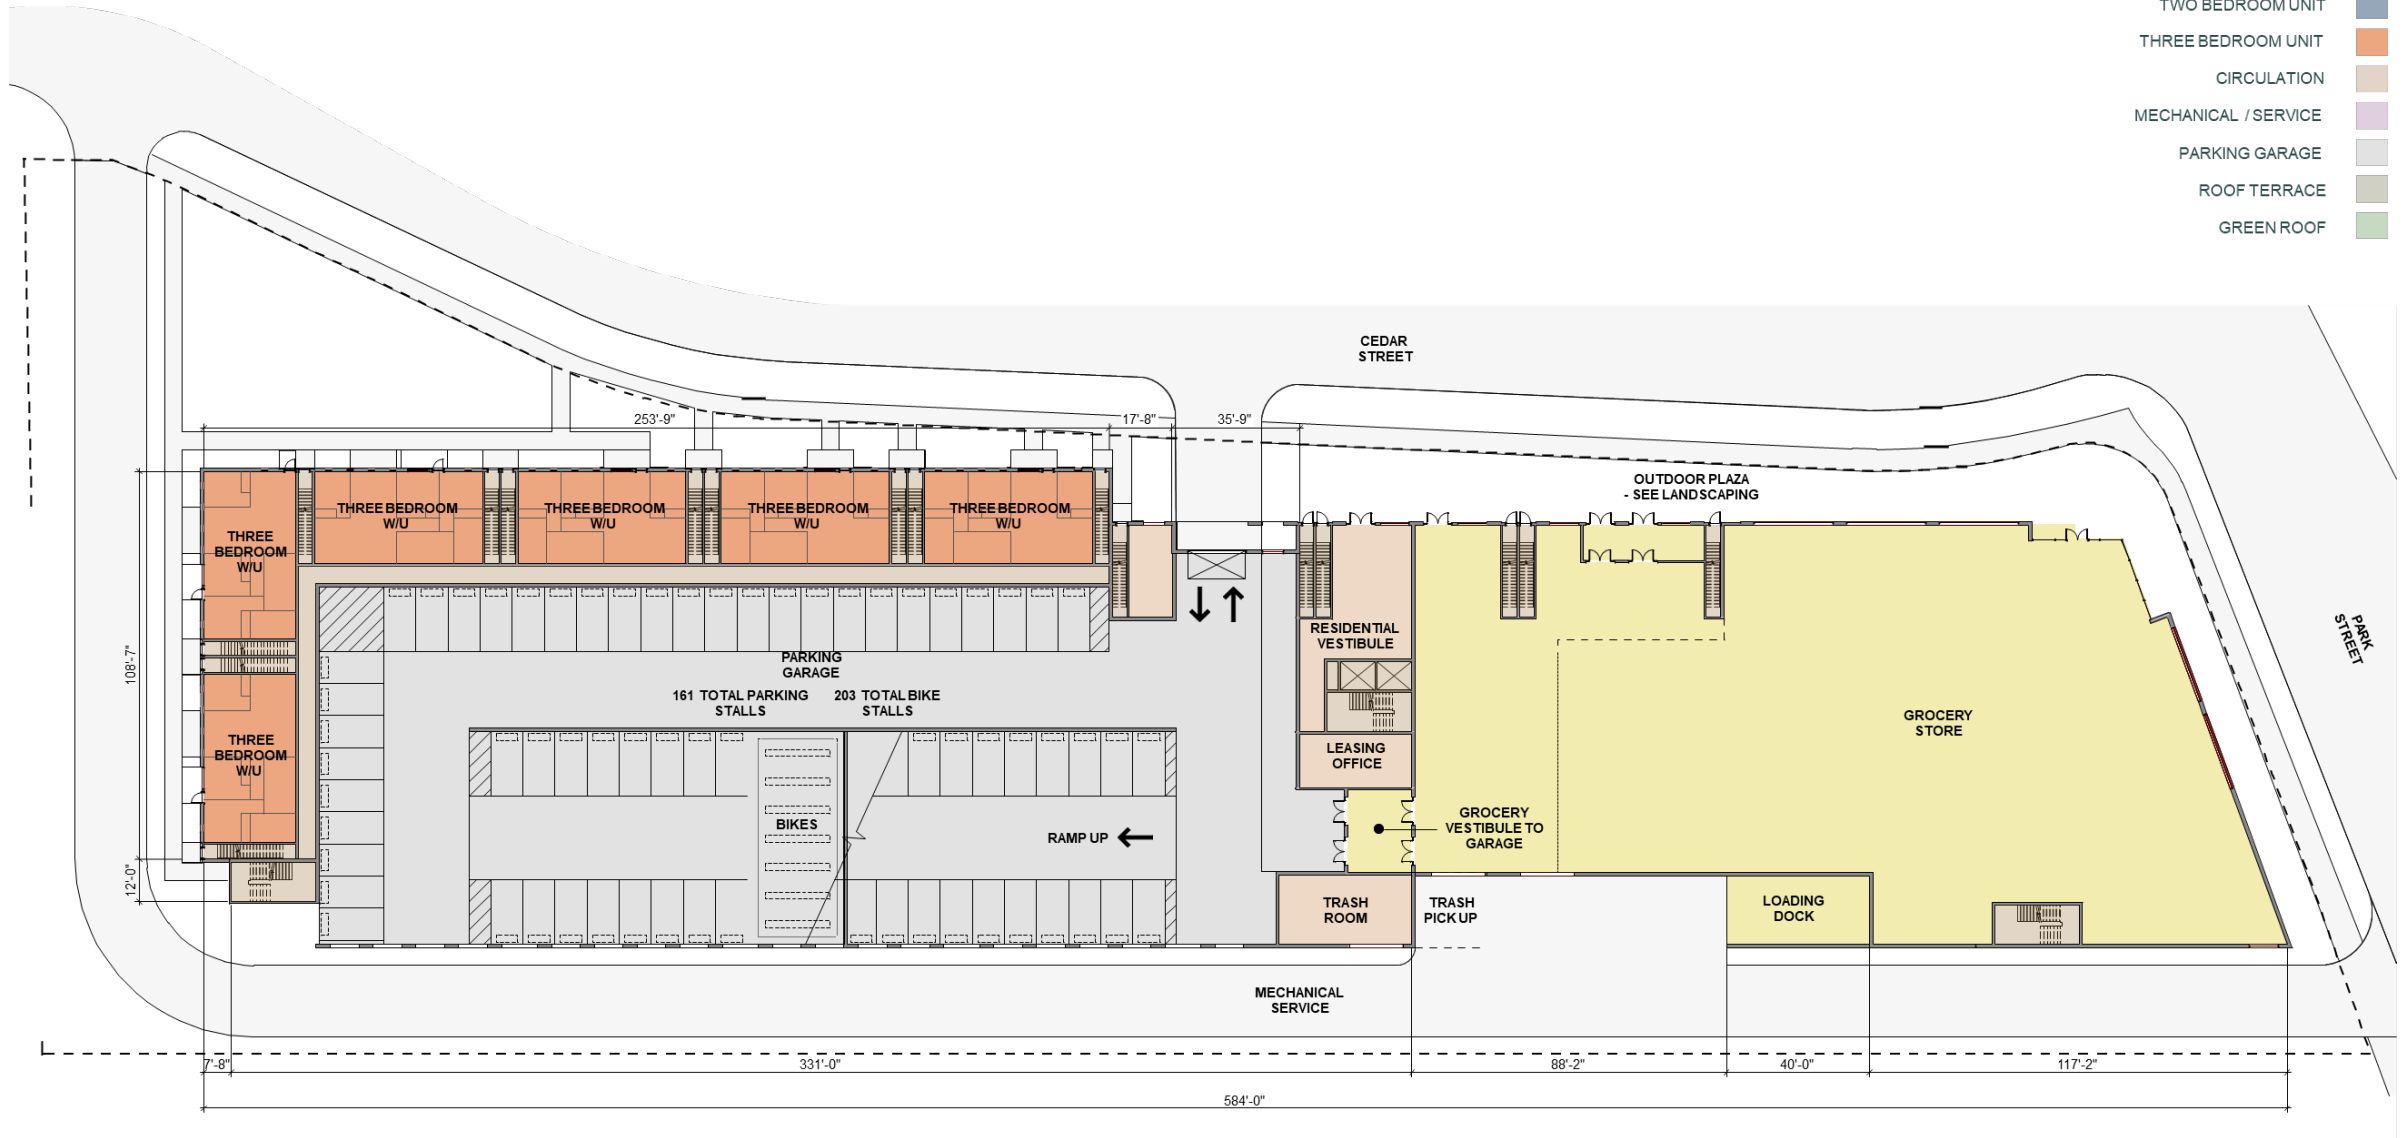 TWO BEDROOM UNIT
THREE BEDROOM UNIT
CIRCULATION
MECHANICAL / SERVICE
PARKING GARAGE
ROOF TERRACE
GREEN ROOF
CEDAR
STREET
253'-9"
17'-8"
35'-9"
OUTDOOR PLAZA
- SEE LANDSCAPING
THREE BEDROOM
W/U
THREE BEDROOM
W/U
THREE BEDROOM
W/U
THREE BEDROOM
W/U
THREE
BEDROOM
W/U
108'-7"
RESIDENTIAL
VESTIBULE
PARK
STREET
PARKING
GARAGE
161 TOTAL PARKING
STALLS
203 TOTAL BIKE
STALLS
GROCERY
STORE
THREE
BEDROOM
W/U
LEASING
OFFICE
BIKES
RAMP UP
GROCERY
VESTIBULE TO
GARAGE
12'-0"
TRASH
ROOM
TRASH
PICK UP
LOADING
DOCK
MECHANICAL
SERVICE
7'-8"
331'-0"
88'-2"
40'-0"
117'-2"
584'-0"